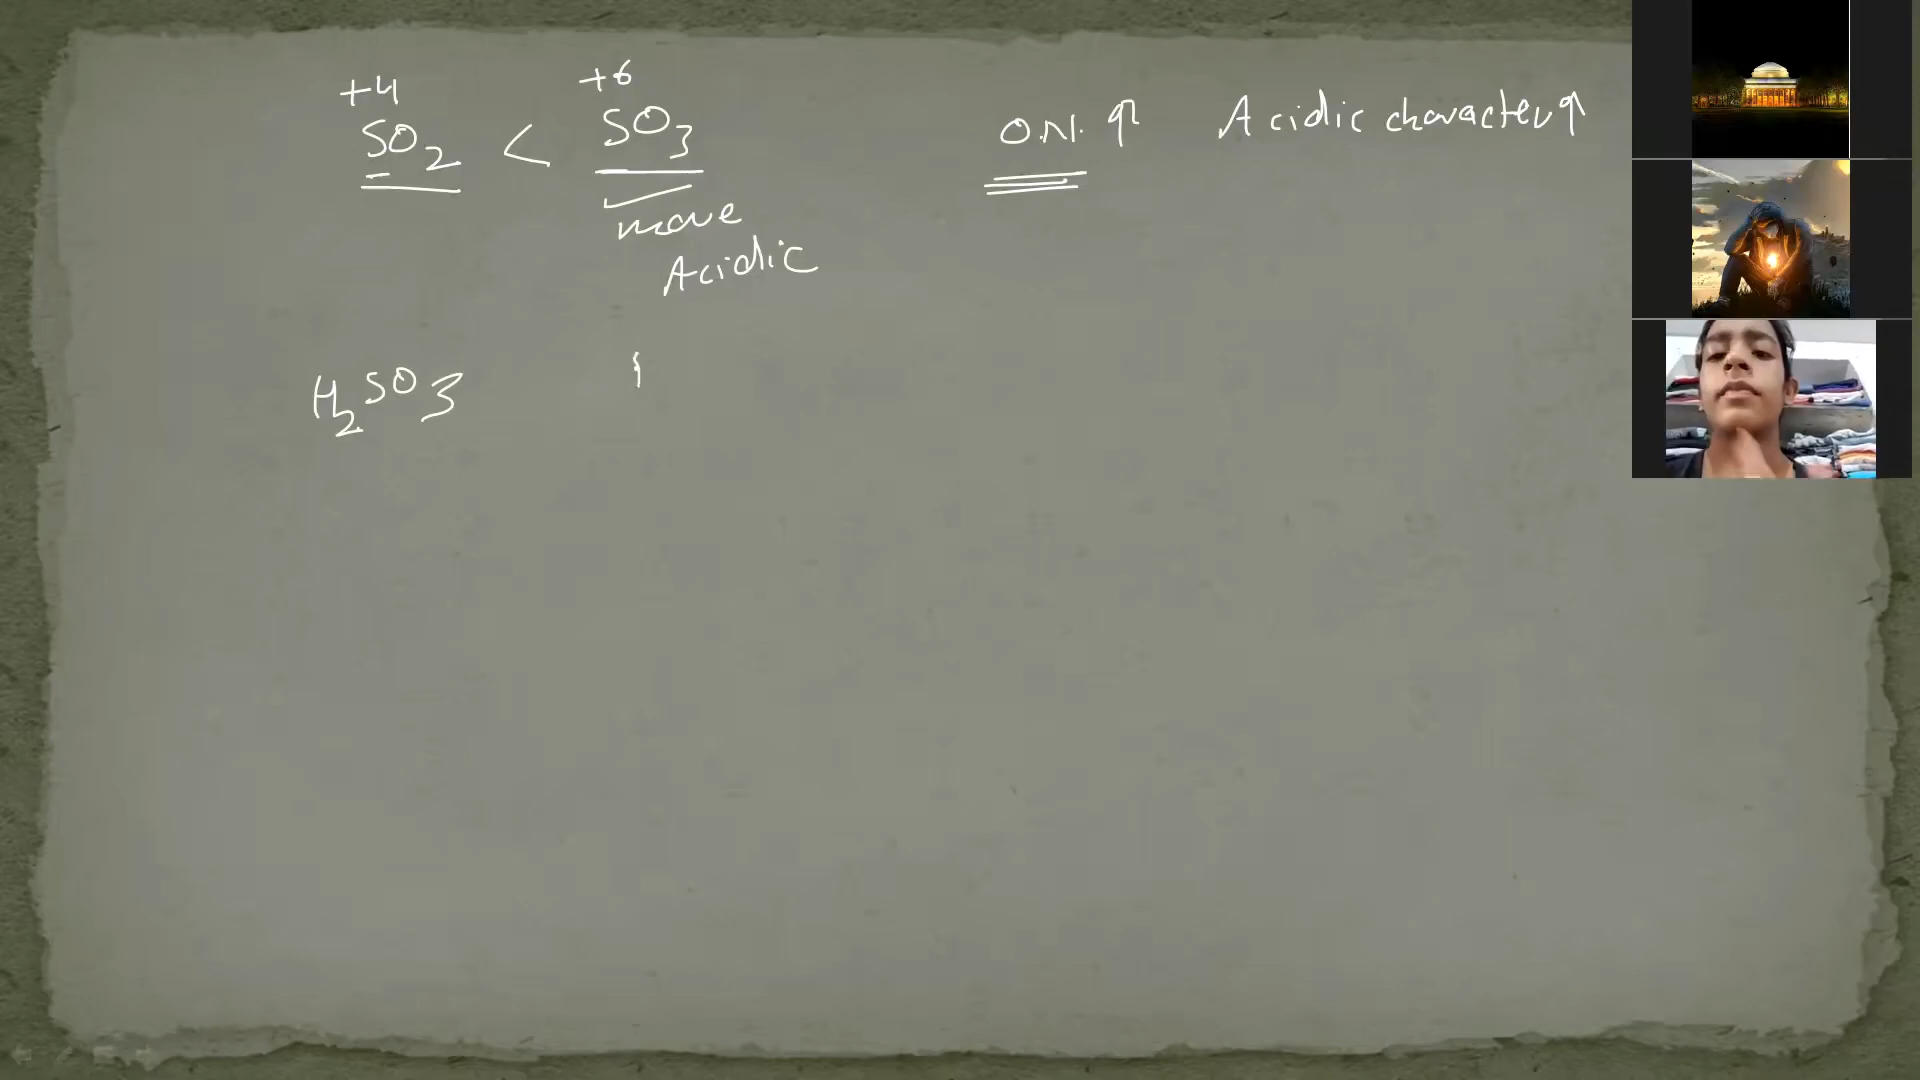 +4 +6
SO2 < SO3 O.N. ↑ Acidic character ↑
more
Acidic
H2SO3